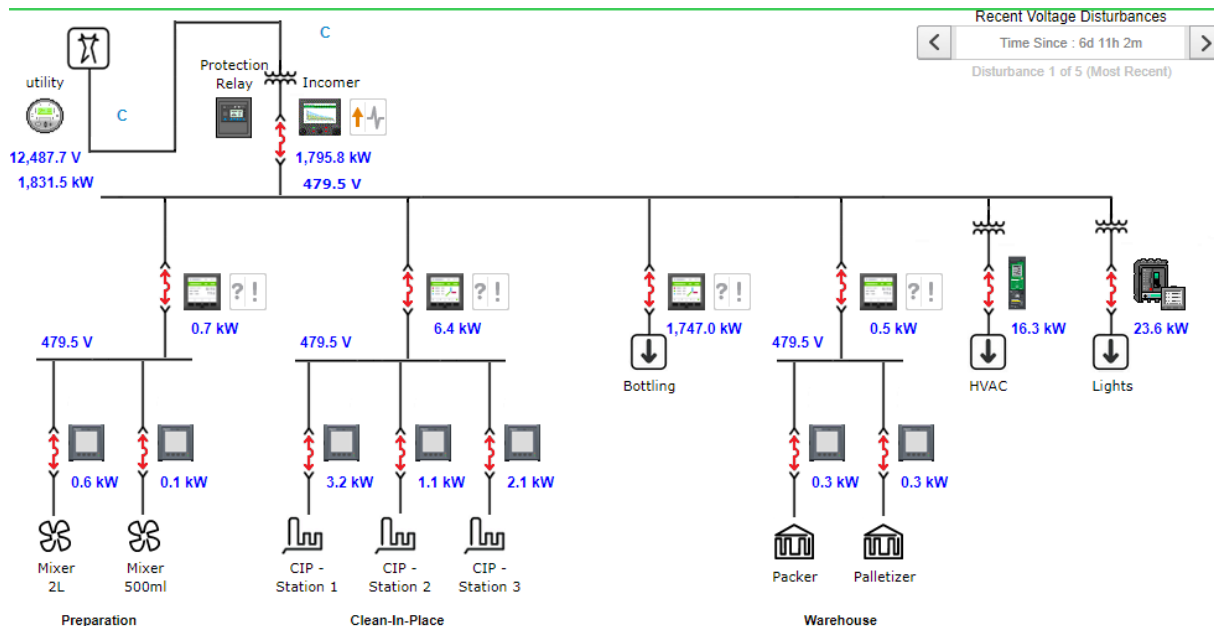 Recent Voltage Disturbances
Time Since : 6d 11h 2m
Disturbance 1 of 5 (Most Recent)
C
utility
C
Protection
Relay
Incomer
12,487.7 V
1,831.5 kW
1,795.8 kW
479.5 V
? !
0.7 kW
? !
6.4 kW
? !
1,747.0 kW
? !
0.5 kW
16.3 kW
23.6 kW
479.5 V
479.5 V
479.5 V
Bottling
HVAC
Lights
0.6 kW
0.1 kW
3.2 kW
1.1 kW
2.1 kW
0.3 kW
0.3 kW
Mixer
2L
Mixer
500ml
CIP -
Station 1
CIP -
Station 2
CIP -
Station 3
Packer
Palletizer
Preparation
Clean-In-Place
Warehouse